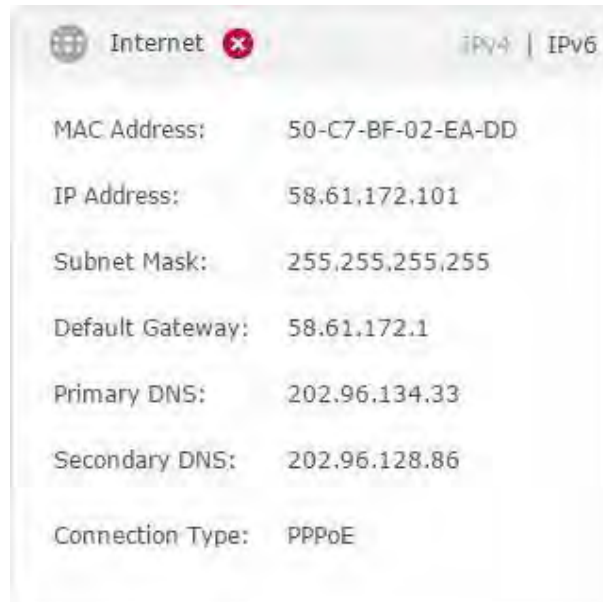 Internet IPv4 | IPv6
MAC Address: 50-C7-BF-02-EA-DD
IP Address: 58.61.172.101
Subnet Mask: 255.255.255.255
Default Gateway: 58.61.172.1
Primary DNS: 202.96.134.33
Secondary DNS: 202.96.128.86
Connection Type: PPPoE